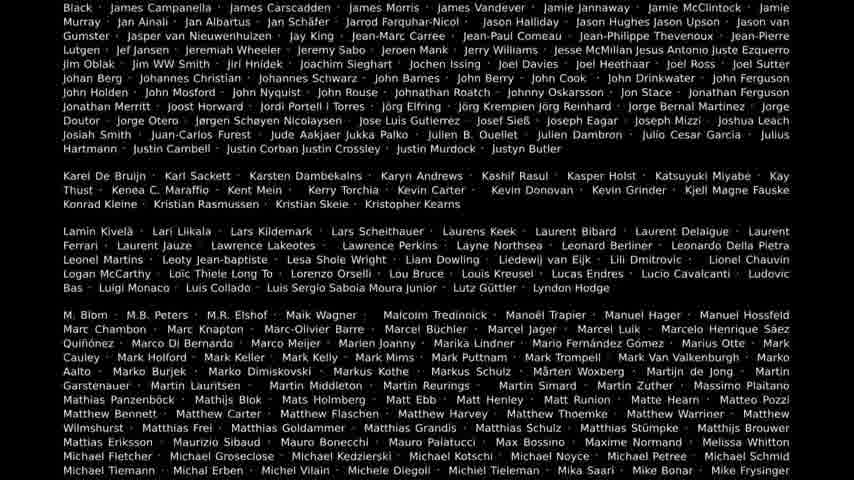 Black · James Campanella · James Carscadden · James Morris · James Vandever · Jamie Jannaway · Jamie McClintock · Jamie
Murray · Jan Ainali · Jan Albartus · Jan Schäfer · Jarrod Farquhar-Nicol · Jason Halliday · Jason Hughes Jason Upson · Jason van
Gumster · Jasper van Nieuwenhuizen · Jay King · Jean-Marc Carree · Jean-Paul Comeau · Jean-Philippe Thevenoux · Jean-Pierre
Lutgen · Jef Jansen · Jeremiah Wheeler · Jeremy Sabo · Jeroen Mank · Jerry Williams · Jesse McMilan Jesus Antonio Juste Ezquerro
Jim Oblak · Jim WW Smith · Jirí Hnídek · Joachim Sieghart · Jochen Issing · Joel Davies · Joel Heethaar · Joel Ross · Joel Sutter
Johan Berg · Johannes Christian · Johannes Schwarz · John Barnes · John Berry · John Cook · John Drinkwater · John Ferguson
John Holden · John Mosford · John Nyquist · John Rouse · Johnathan Roatch · Johnny Oskarsson · Jon Stace · Jonathan Ferguson
Jonathan Merritt · Joost Horward · Jordi Portell i Torres · Jörg Elfring · Jörg Krempien Jörg Reinhard · Jorge Bernal Martinez · Jorge
Doutor · Jorge Otero · Jørgen Schøyen Nicolaysen · Jose Luis Gutierrez · Josef Sieß · Joseph Eagar · Joseph Mizzi · Joshua Leach
Josiah Smith · Juan-Carlos Furest · Jude Aakjaer Jukka Palko · Julien B. Ouellet · Julien Dambron · Julio Cesar Garcia · Julius
Hartmann · Justin Cambell · Justin Corban Justin Crossley · Justin Murdock · Justyn Butler
Karel De Bruijn · Karl Sackett · Karsten Dambekalns · Karyn Andrews · Kashif Rasul · Kasper Holst · Katsuyuki Miyabe · Kay
Thust · Kenea C. Maraffio · Kent Mein · Kerry Torchia · Kevin Carter · Kevin Donovan · Kevin Grinder · Kjell Magne Fauske
Konrad Kleine · Kristian Rasmussen · Kristian Skeie · Kristopher Kearns
Lamin Kivelä · Lari Liikala · Lars Kildemark · Lars Scheithauer · Laurens Keek · Laurent Bibard · Laurent Delaigue · Laurent
Ferrari · Laurent Jauze · Lawrence Lakeotes · Lawrence Perkins · Layne Northsea · Leonard Berliner · Leonardo Della Pietra
Leonel Martins · Leoty Jean-baptiste · Lesa Shole Wright · Liam Dowling · Liedewij van Eijk · Lili Dmitrovic · Lionel Chauvin
Logan McCarthy · Loïc Thiele Long To · Lorenzo Orselli · Lou Bruce · Louis Kreusel · Lucas Endres · Lucio Cavalcanti · Ludovic
Bas · Luigi Monaco · Luis Collado · Luis Sergio Saboia Moura Junior · Lutz Güttler · Lyndon Hodge
M. Blom · M.B. Peters · M.R. Elshof · Maik Wagner · Malcolm Tredinnick · Manoël Trapier · Manuel Hager · Manuel Hossfeld
Marc Chambon · Marc Knapton · Marc-Olivier Barre · Marcel Büchler · Marcel Jager · Marcel Luik · Marcelo Henrique Sáez
Quiñónez · Marco Di Bernardo · Marco Meijer · Marien Joanny · Marika Lindner · Mario Fernández Gómez · Marius Otte · Mark
Cauley · Mark Holford · Mark Keller · Mark Kelly · Mark Mims · Mark Puttnam · Mark Trompell · Mark Van Valkenburgh · Marko
Aalto · Marko Burjek · Marko Dimiskovski · Markus Kothe · Markus Schulz · Mårten Woxberg · Martijn de Jong · Martin
Garstenauer · Martin Lauritsen · Martin Middleton · Martin Reurings · Martin Simard · Martin Zuther · Massimo Plaitano
Mathias Panzenböck · Mathijs Blok · Mats Holmberg · Matt Ebb · Matt Henley · Matt Runion · Matte Hearn · Matteo Pozzi
Matthew Bennett · Matthew Carter · Matthew Flaschen · Matthew Harvey · Matthew Thoemke · Matthew Warriner · Matthew
Wilmshurst · Matthias Frei · Matthias Goldammer · Matthias Grandis · Matthias Schulz · Matthias Stümpke · Matthijs Brouwer
Mattias Eriksson · Maurizio Sibaud · Mauro Bonecchi · Mauro Palatucci · Max Bossino · Maxime Normand · Melissa Whitton
Michael Fletcher · Michael Groseclose · Michael Kedzierski · Michael Kotschi · Michael Noyce · Michael Petree · Michael Schmid
Michael Tiemann · Michal Erben · Michel Vilain · Michele Diegoli · Michiel Tieleman · Mika Saari · Mike Bonar · Mike Frysinger